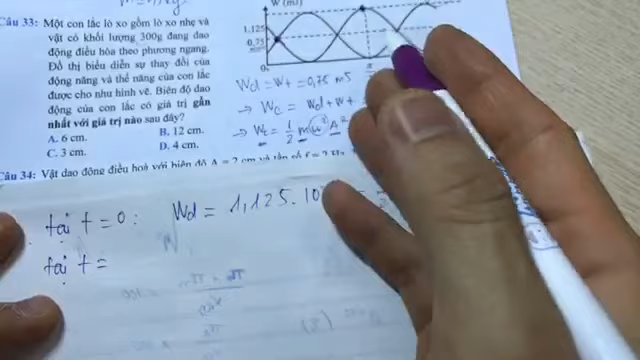 W (mJ)
1,125
0,75
0
Câu 33: Một con lắc lò xo gồm lò xo nhẹ và
vật có khối lượng 300g đang dao
động điều hòa theo phương ngang.
Đồ thị biểu diễn sự thay đổi của
động năng và thế năng của con lắc
được cho như hình vẽ. Biên độ dao
động của con lắc có giá trị gần
nhất với giá trị nào sau đây?
A. 6 cm. B. 12 cm.
C. 3 cm. D. 4 cm.
Wđ = Wt = 0,75 mJ
→ Wc = Wđ + Wt
→ Wc = 1/2 m ω² A²
Câu 34: Vật dao động điều hoà với biên độ A = 2 cm và tần số f = 2
tại t = 0: Wđ = 1,125.10
tại t =